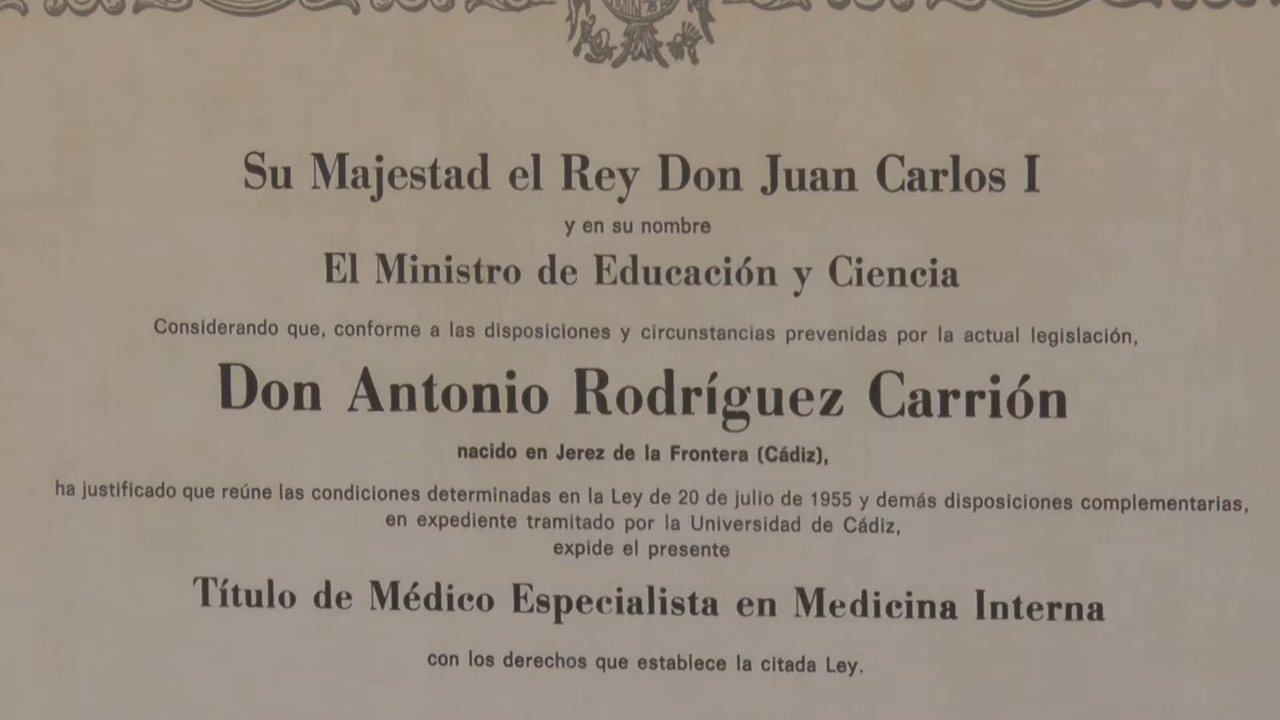 Su Majestad el Rey Don Juan Carlos I
y en su nombre
El Ministro de Educación y Ciencia
Considerando que, conforme a las disposiciones y circunstancias prevenidas por la actual legislación,
Don Antonio Rodríguez Carrión
nacido en Jerez de la Frontera (Cádiz),
ha justificado que reúne las condiciones determinadas en la Ley de 20 de julio de 1955 y demás disposiciones complementarias,
en expediente tramitado por la Universidad de Cádiz,
expide el presente
Título de Médico Especialista en Medicina Interna
con los derechos que establece la citada Ley.